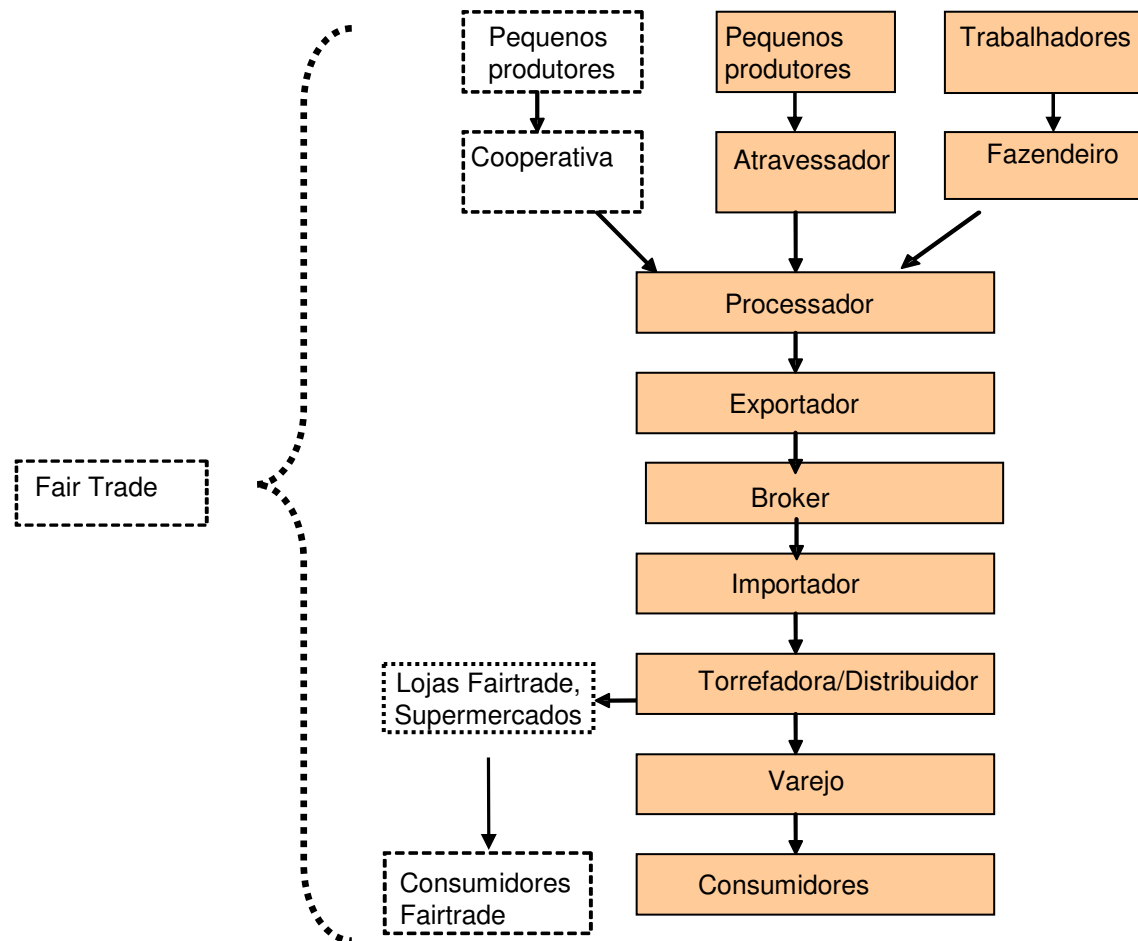 Pequenos
produtores
Pequenos
produtores
Trabalhadores
Cooperativa
Atravessador
Fazendeiro
Processador
Exportador
Fair Trade
Broker
Importador
Lojas Fairtrade,
Supermercados
Torrefadora/Distribuidor
Varejo
Consumidores
Fairtrade
Consumidores